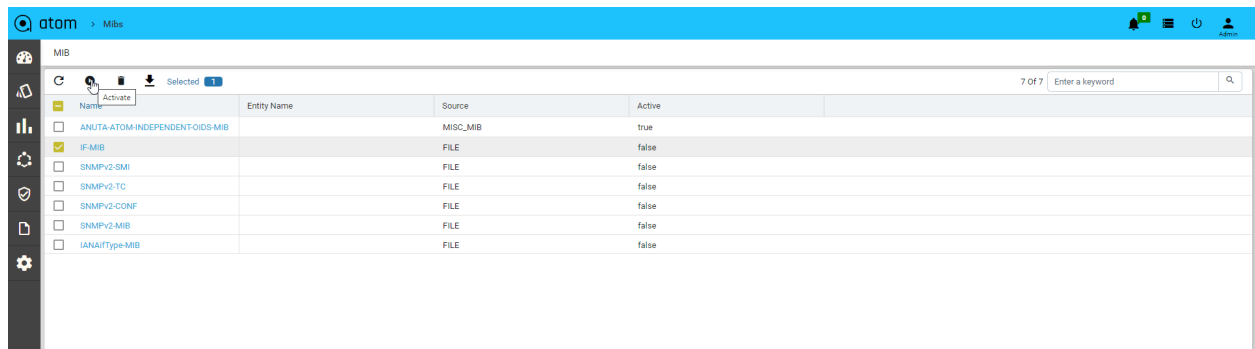 atom > Mibs
0
Admin
MIB
Selected 1
7 Of 7 Enter a keyword
Activate
Name Entity Name Source Active
ANUTA-ATOM-INDEPENDENT-OIDS-MIB MISC_MIB true
IF-MIB FILE false
SNMPv2-SMI FILE false
SNMPv2-TC FILE false
SNMPv2-CONF FILE false
SNMPv2-MIB FILE false
IANAifType-MIB FILE false